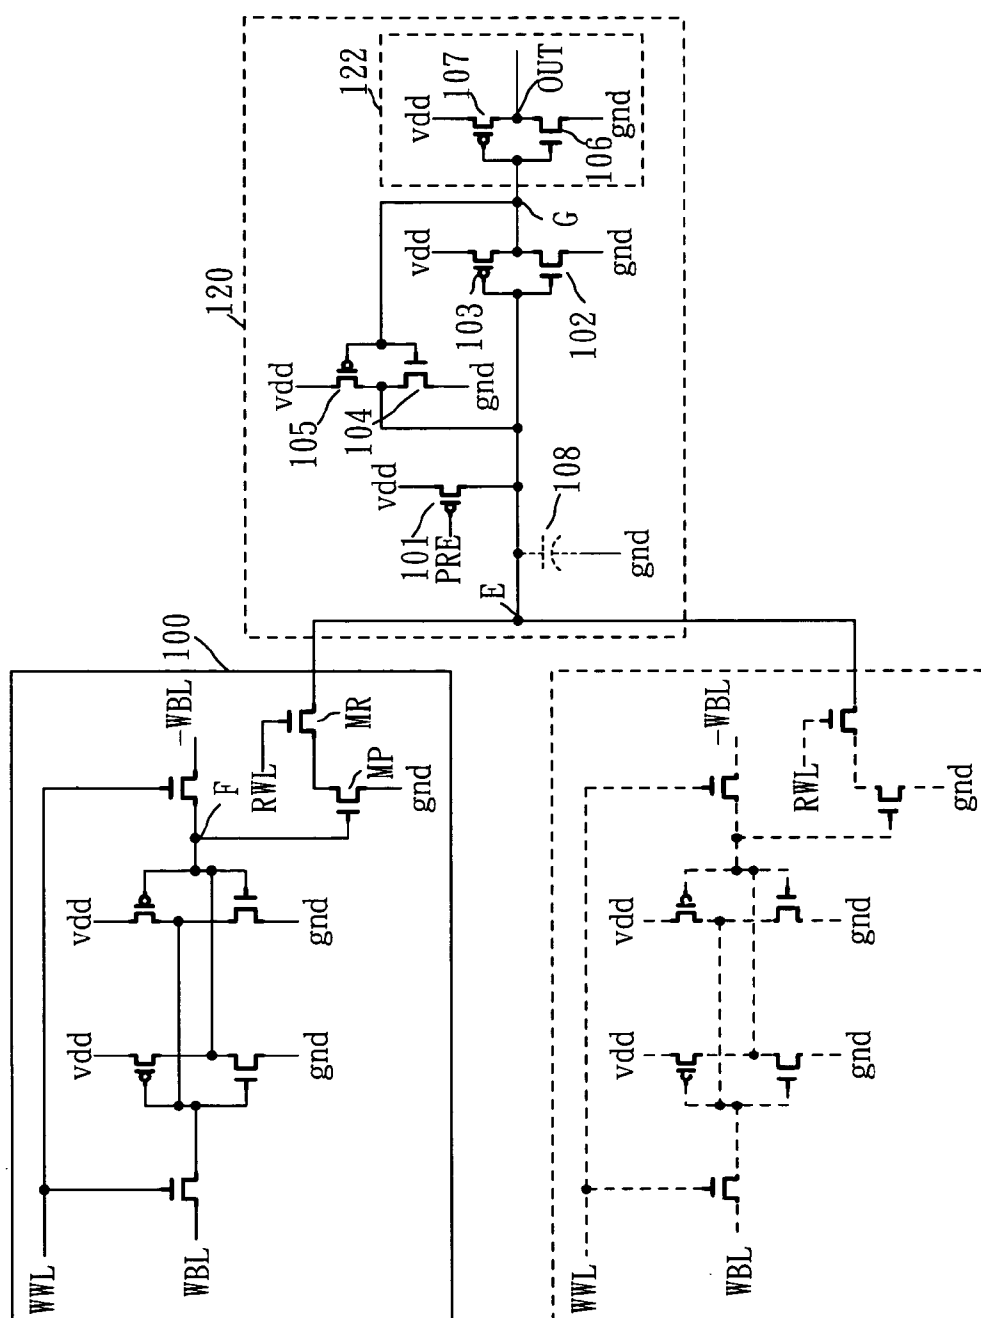 120
122
vdd
107
OUT
106
gnd
G
vdd
103
102
gnd
vdd
105
104
gnd
vdd
101
PRE
108
gnd
E
100
-WBL
MR
RWL
MP
gnd
F
vdd
gnd
vdd
gnd
WWL
WBL
-WBL
RWL
gnd
vdd
gnd
vdd
gnd
WWL
WBL